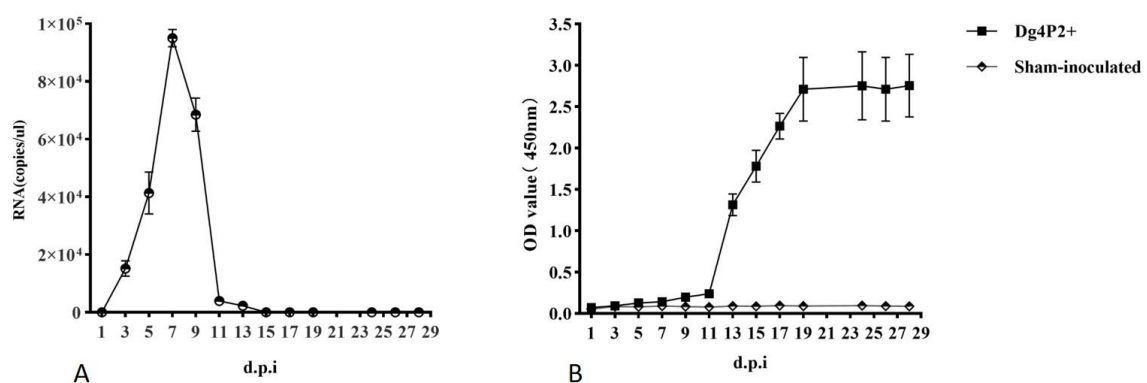 1×10⁵
8×10⁴
6×10⁴
4×10⁴
2×10⁴
0
RNA(copies/ul)
1 3 5 7 9 11 13 15 17 19 21 23 25 27 29
d.p.i
A
3.5
3.0
2.5
2.0
1.5
1.0
0.5
0.0
OD value( 450nm)
1 3 5 7 9 11 13 15 17 19 21 23 25 27 29
d.p.i
B
Dg4P2+
Sham-inoculated